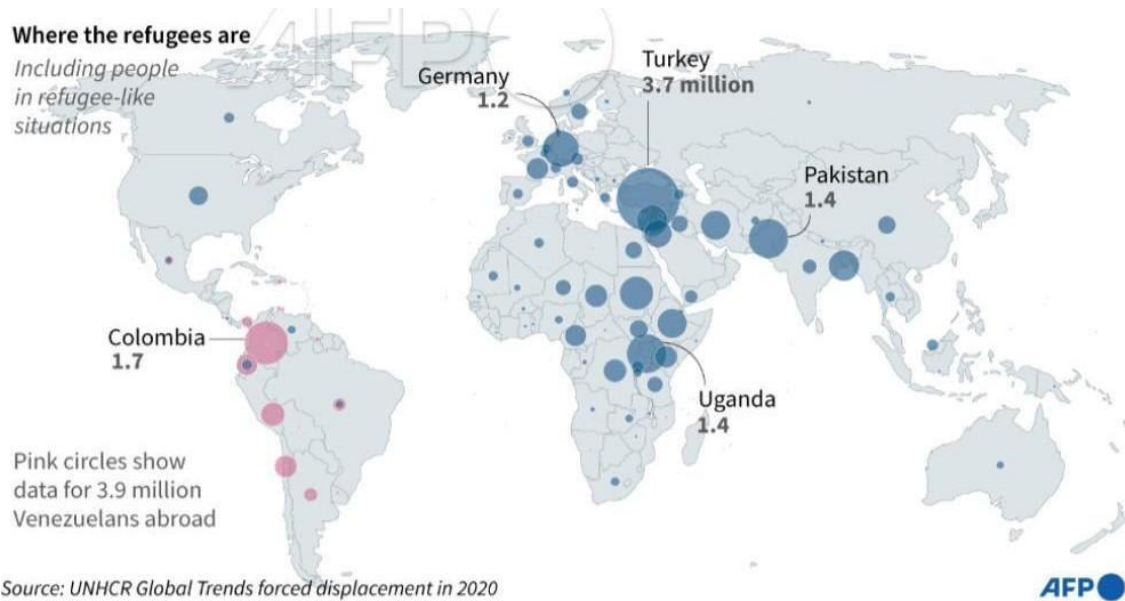 Where the refugees are
Including people
in refugee-like
situations
AFP
Germany
1.2
Turkey
3.7 million
Pakistan
1.4
Colombia
1.7
Uganda
1.4
Pink circles show
data for 3.9 million
Venezuelans abroad
Source: UNHCR Global Trends forced displacement in 2020
AFP